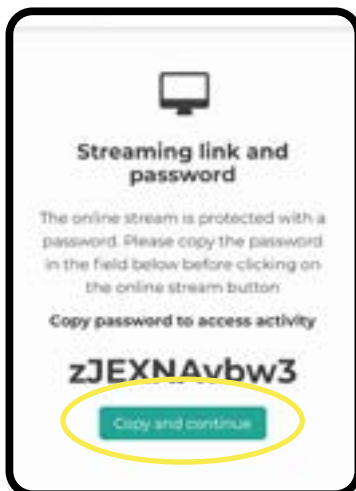 Streaming link and
password
The online stream is protected with a
password. Please copy the password
in the field below before clicking on
the online stream button
Copy password to access activity
zJEXNAvbw3
Copy and continue